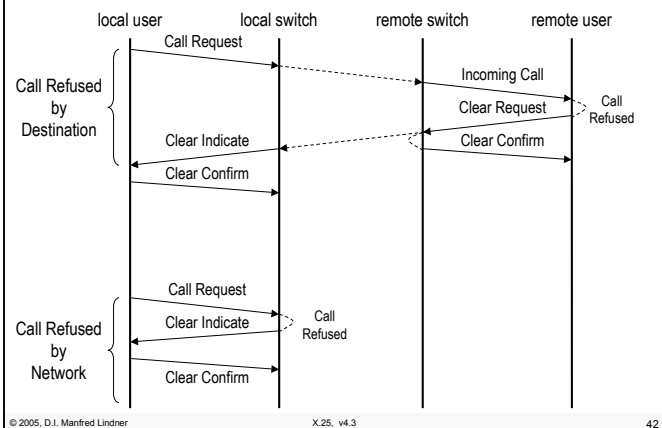 local user local switch remote switch remote user
Call Request
Incoming Call
Call Refused
by
Destination
Clear Request
Call
Refused
Clear Indicate
Clear Confirm
Clear Confirm
Call Request
Call Refused
by
Network
Clear Indicate
Call
Refused
Clear Confirm
© 2005, D.I. Manfred Lindner X.25, v4.3 42